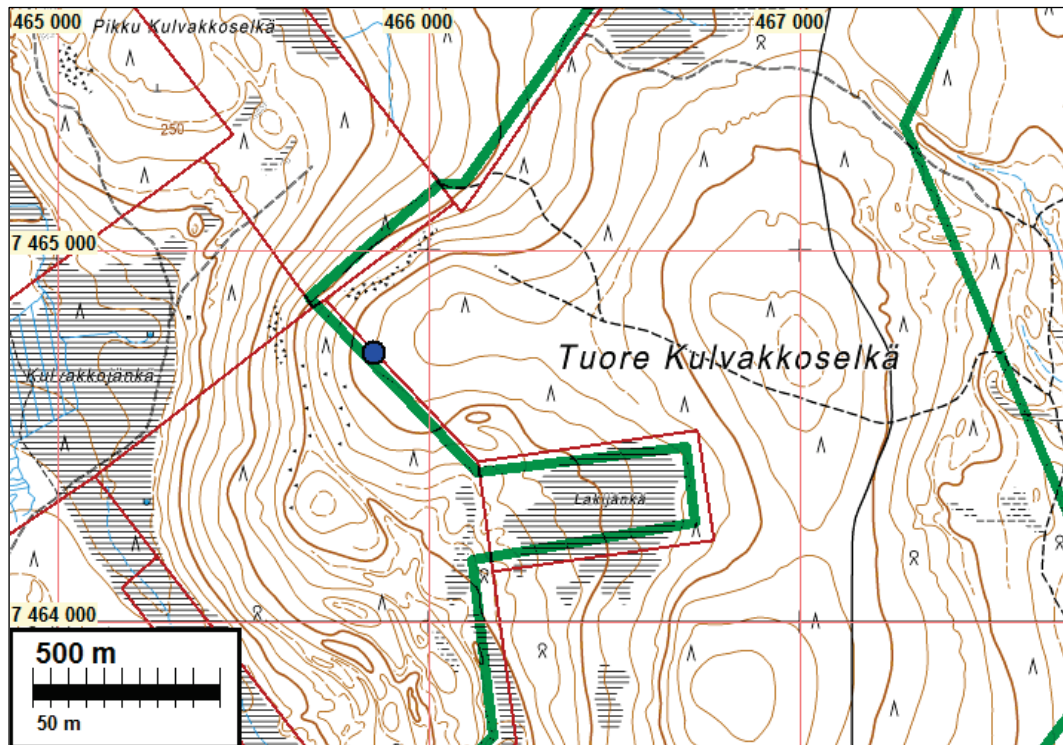 465 000
466 000
467 000
Pikku Kulvakkoselkä
250
7 465 000
Tuore Kulvakkoselkä
Kulvakkojänkä
Lakijänkä
7 464 000
500 m
50 m